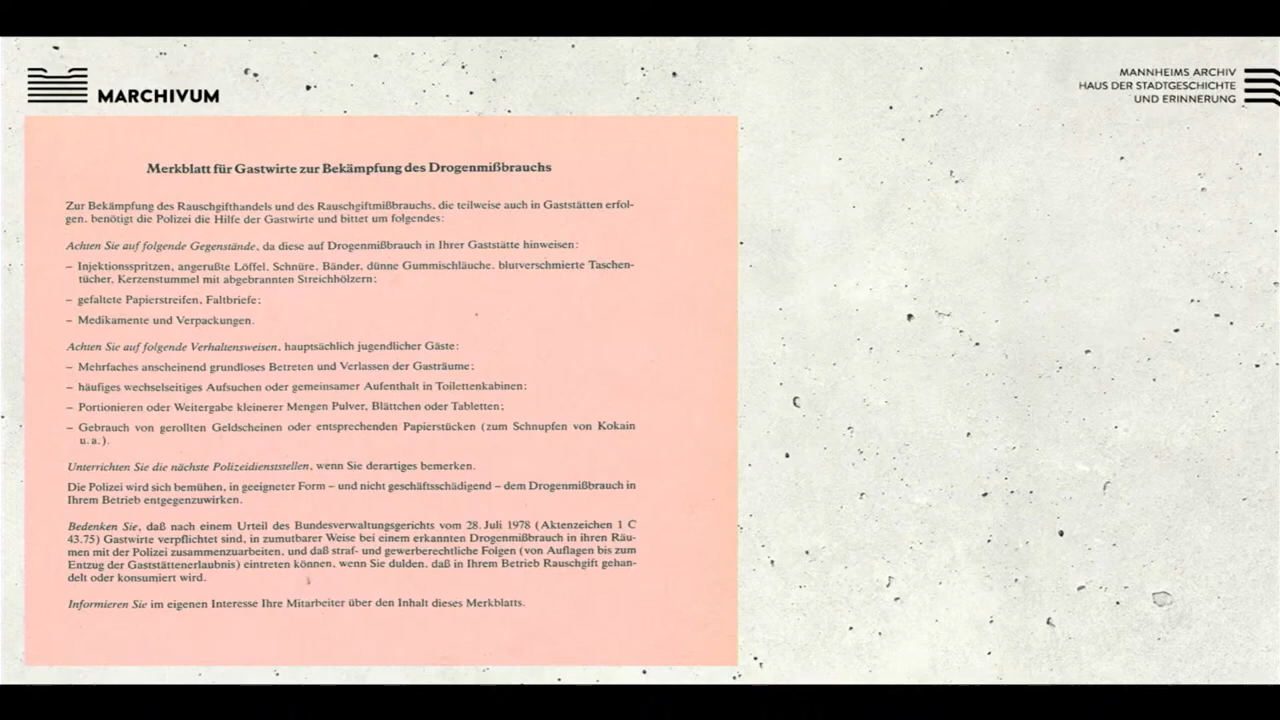 MARCHIVUM
MANNHEIMS ARCHIV
HAUS DER STADTGESCHICHTE
UND ERINNERUNG
Merkblatt für Gastwirte zur Bekämpfung des Drogenmißbrauchs
Zur Bekämpfung des Rauschgifthandels und des Rauschgiftmißbrauchs, die teilweise auch in Gaststätten erfol-
gen, benötigt die Polizei die Hilfe der Gastwirte und bittet um folgendes:
Achten Sie auf folgende Gegenstände, da diese auf Drogenmißbrauch in Ihrer Gaststätte hinweisen:
– Injektionsspritzen, angerußte Löffel, Schnüre, Bänder, dünne Gummischläuche, blutverschmierte Taschen-
tücher, Kerzenstummel mit abgebrannten Streichhölzern;
– gefaltete Papierstreifen, Faltbriefe;
– Medikamente und Verpackungen.
Achten Sie auf folgende Verhaltensweisen, hauptsächlich jugendlicher Gäste:
– Mehrfaches anscheinend grundloses Betreten und Verlassen der Gasträume;
– häufiges wechselseitiges Aufsuchen oder gemeinsamer Aufenthalt in Toilettenkabinen;
– Portionieren oder Weitergabe kleinerer Mengen Pulver, Blättchen oder Tabletten;
– Gebrauch von gerollten Geldscheinen oder entsprechenden Papierstücken (zum Schnupfen von Kokain
u. a.).
Unterrichten Sie die nächste Polizeidienststellen, wenn Sie derartiges bemerken.
Die Polizei wird sich bemühen, in geeigneter Form – und nicht geschäftsschädigend – dem Drogenmißbrauch in
Ihrem Betrieb entgegenzuwirken.
Bedenken Sie, daß nach einem Urteil des Bundesverwaltungsgerichts vom 28. Juli 1978 (Aktenzeichen 1 C
43.75) Gastwirte verpflichtet sind, in zumutbarer Weise bei einem erkannten Drogenmißbrauch in ihren Räu-
men mit der Polizei zusammenzuarbeiten, und daß straf- und gewerberechtliche Folgen (von Auflagen bis zum
Entzug der Gaststättenerlaubnis) eintreten können, wenn Sie dulden, daß in Ihrem Betrieb Rauschgift gehan-
delt oder konsumiert wird.
Informieren Sie im eigenen Interesse Ihre Mitarbeiter über den Inhalt dieses Merkblatts.